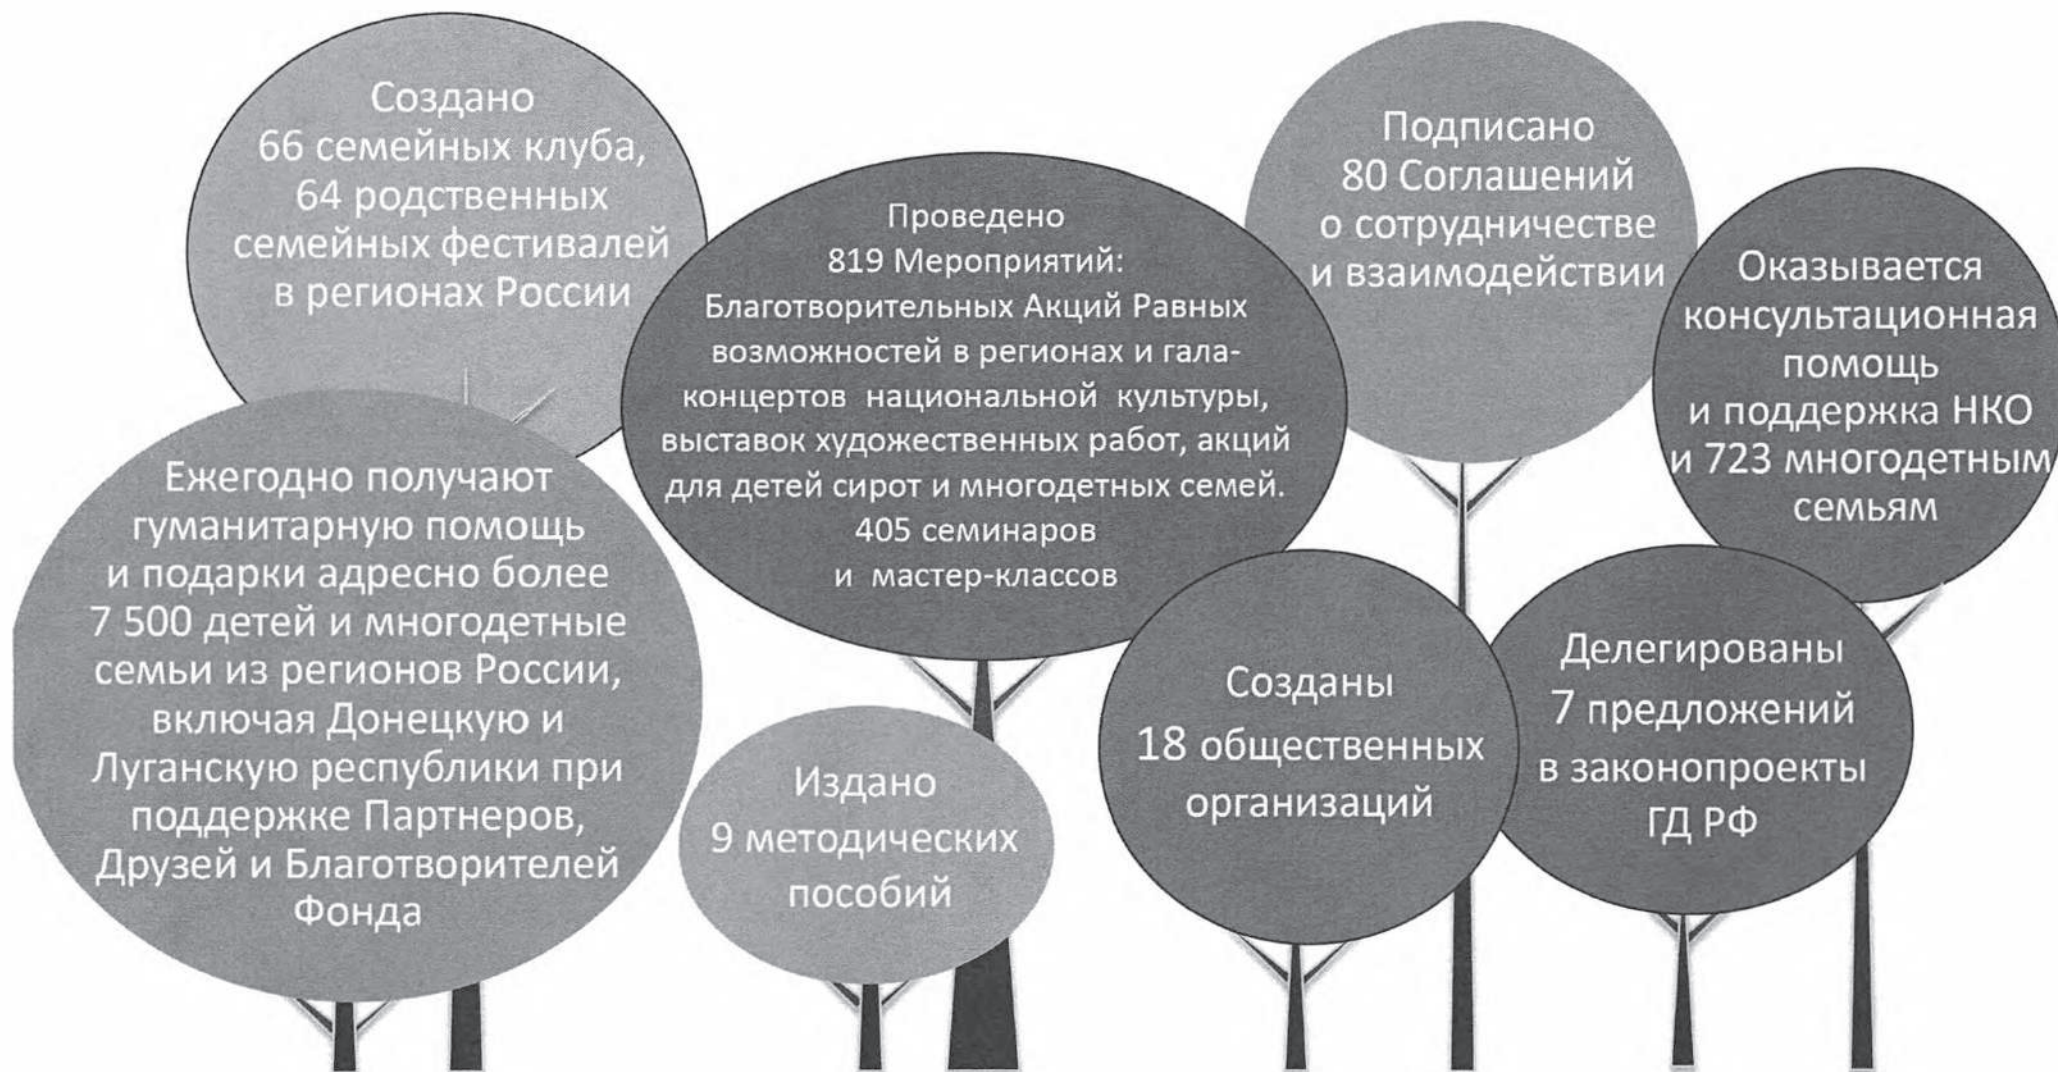 Создано
66 семейных клуба,
64 родственных
семейных фестивалей
в регионах России
Проведено
819 Мероприятий:
Благотворительных Акций Равных
возможностей в регионах и гала-
концертов национальной культуры,
выставок художественных работ, акций
для детей сирот и многодетных семей.
405 семинаров
и мастер-классов
Подписано
80 Соглашений
о сотрудничестве
и взаимодействии
Оказывается
консультационная
помощь
и поддержка НКО
и 723 многодетным
семьям
Ежегодно получают
гуманитарную помощь
и подарки адресно более
7 500 детей и многодетные
семьи из регионов России,
включая Донецкую и
Луганскую республики при
поддержке Партнеров,
Друзей и Благотворителей
Фонда
Издано
9 методических
пособий
Созданы
18 общественных
организаций
Делегированы
7 предложений
в законопроекты
ГД РФ